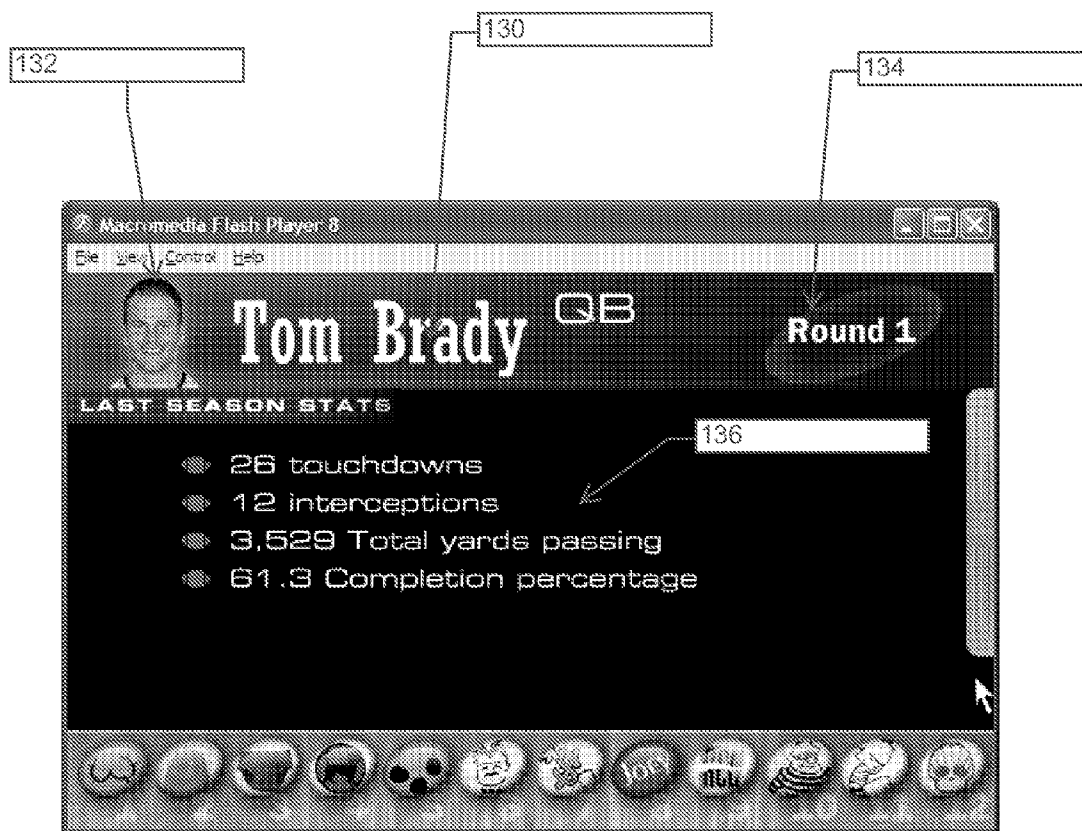 130
132
134
Macromedia Flash Player 8
File View Control Help
Tom Brady QB
Round 1
LAST SEASON STATS
136
26 touchdowns
12 interceptions
3,529 Total yards passing
61.3 Completion percentage
Joey